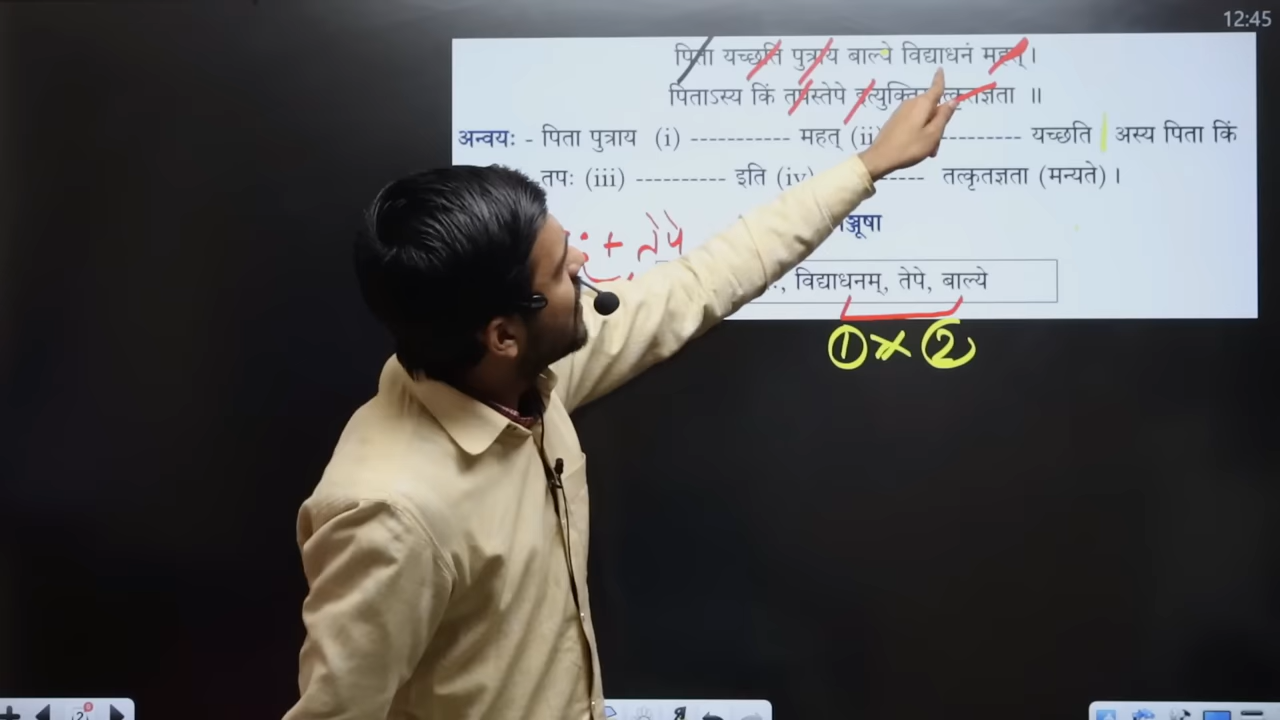 12:45
पिता यच्छति पुत्राय बाल्ये विद्याधनं महत्।
पिताऽस्य किं तपस्तेपे ॥
अन्वयः - पिता पुत्राय (i) ----------- महत् (ii) ---------- यच्छति | अस्य पिता किं
तपः (iii) ---------- इति (iv) ------ तत्कृतज्ञता (मन्यते)।
+ तेपे
विद्याधनम्, तेपे, बाल्ये
1 x 2
2